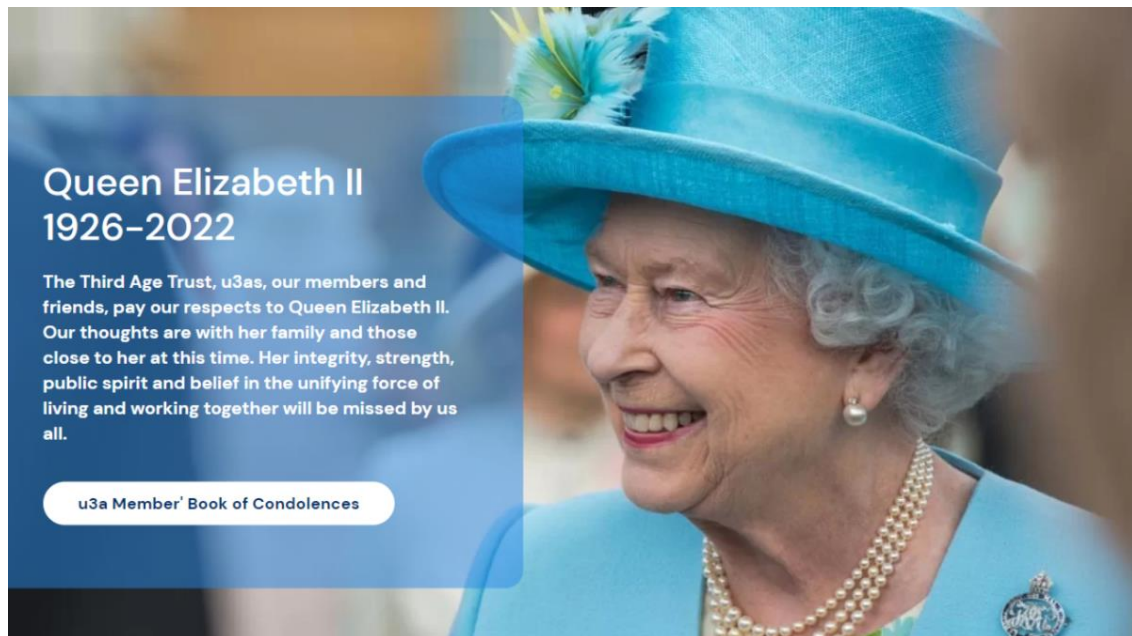 Queen Elizabeth II
1926-2022
The Third Age Trust, u3as, our members and
friends, pay our respects to Queen Elizabeth II.
Our thoughts are with her family and those
close to her at this time. Her integrity, strength,
public spirit and belief in the unifying force of
living and working together will be missed by us
all.
u3a Member' Book of Condolences